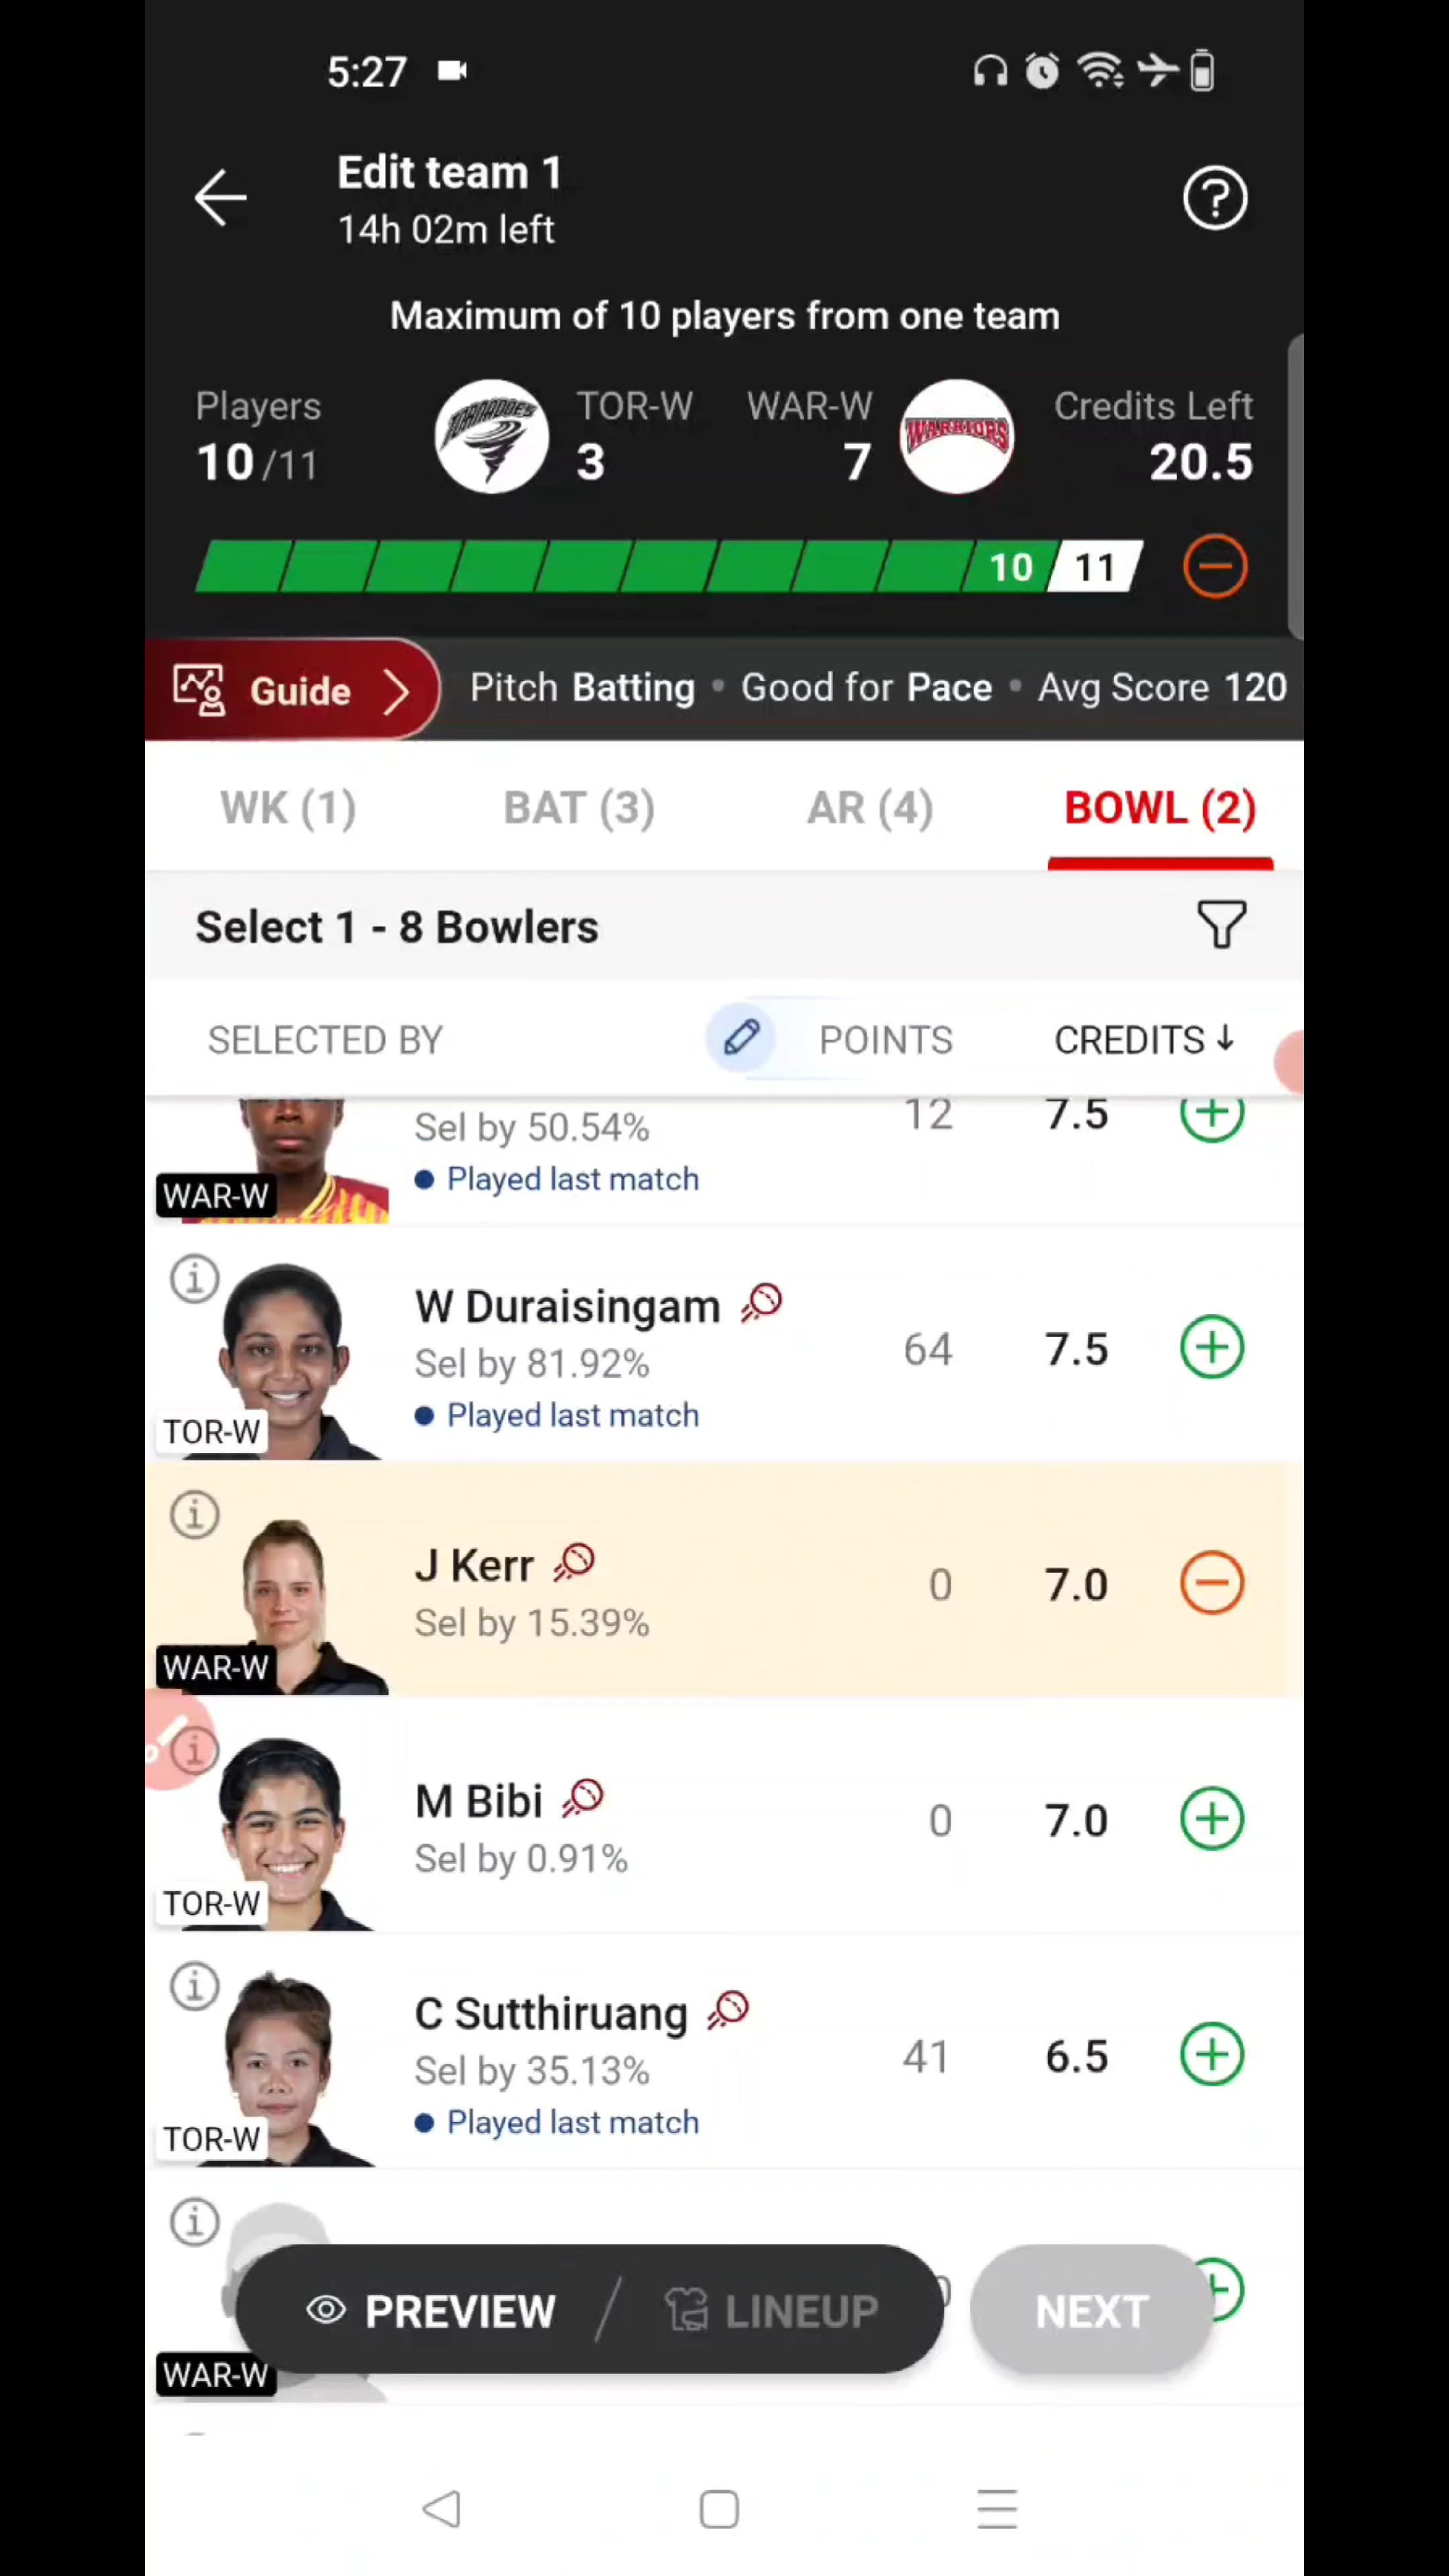 5:27
Edit team 1
14h 02m left
Maximum of 10 players from one team
Players
10/11
TORNADOES
TOR-W
3
WAR-W
7
WARRIORS
Credits Left
20.5
10 11
Guide
Pitch Batting • Good for Pace • Avg Score 120
WK (1) BAT (3) AR (4) BOWL (2)
Select 1 - 8 Bowlers
SELECTED BY POINTS CREDITS ↓
WAR-W
Sel by 50.54% 12 7.5
Played last match
TOR-W
W Duraisingam
Sel by 81.92% 64 7.5
Played last match
WAR-W
J Kerr
Sel by 15.39% 0 7.0
TOR-W
M Bibi
Sel by 0.91% 0 7.0
TOR-W
C Sutthiruang
Sel by 35.13% 41 6.5
Played last match
PREVIEW / LINEUP NEXT
WAR-W